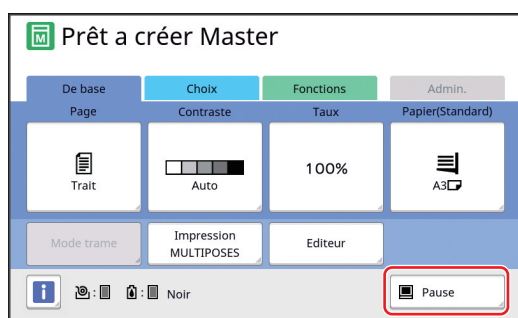 Prêt a créer Master
De base Choix Fonctions Admin.
Page Contraste Taux Papier(Standard)
Trait Auto 100% A3
Mode trame Impression MULTIPOSES Editeur
i : : Noir Pause